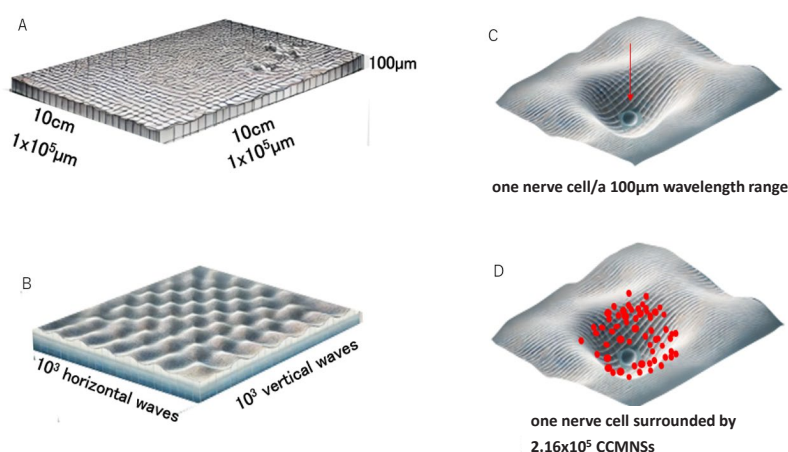 A
100μm
10cm
1x10⁵μm
10cm
1x10⁵μm
B
10³ horizontal waves
10³ vertical waves
C
one nerve cell/a 100μm wavelength range
D
one nerve cell surrounded by
2.16x10⁵ CCMNSs